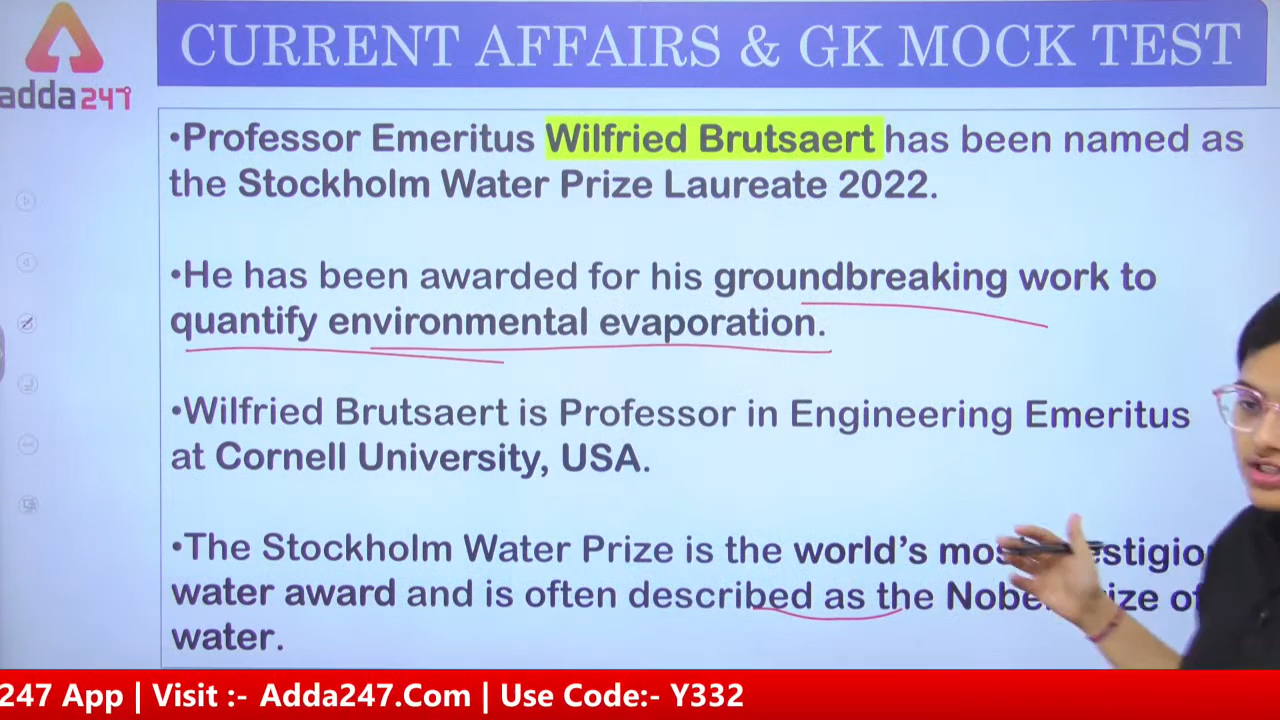 CURRENT AFFAIRS & GK MOCK TEST
adda247
•Professor Emeritus Wilfried Brutsaert has been named as
the Stockholm Water Prize Laureate 2022.
•He has been awarded for his groundbreaking work to
quantify environmental evaporation.
•Wilfried Brutsaert is Professor in Engineering Emeritus
at Cornell University, USA.
•The Stockholm Water Prize is the world's
water award and is often described as the of
water.
247 App | Visit :- Adda247.Com | Use Code:- Y332